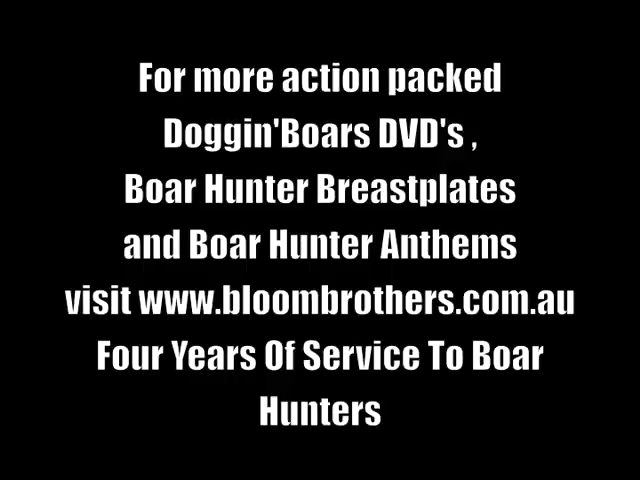 For more action packed
Doggin'Boars DVD's ,
Boar Hunter Breastplates
and Boar Hunter Anthems
visit www.bloombrothers.com.au
Four Years Of Service To Boar
Hunters